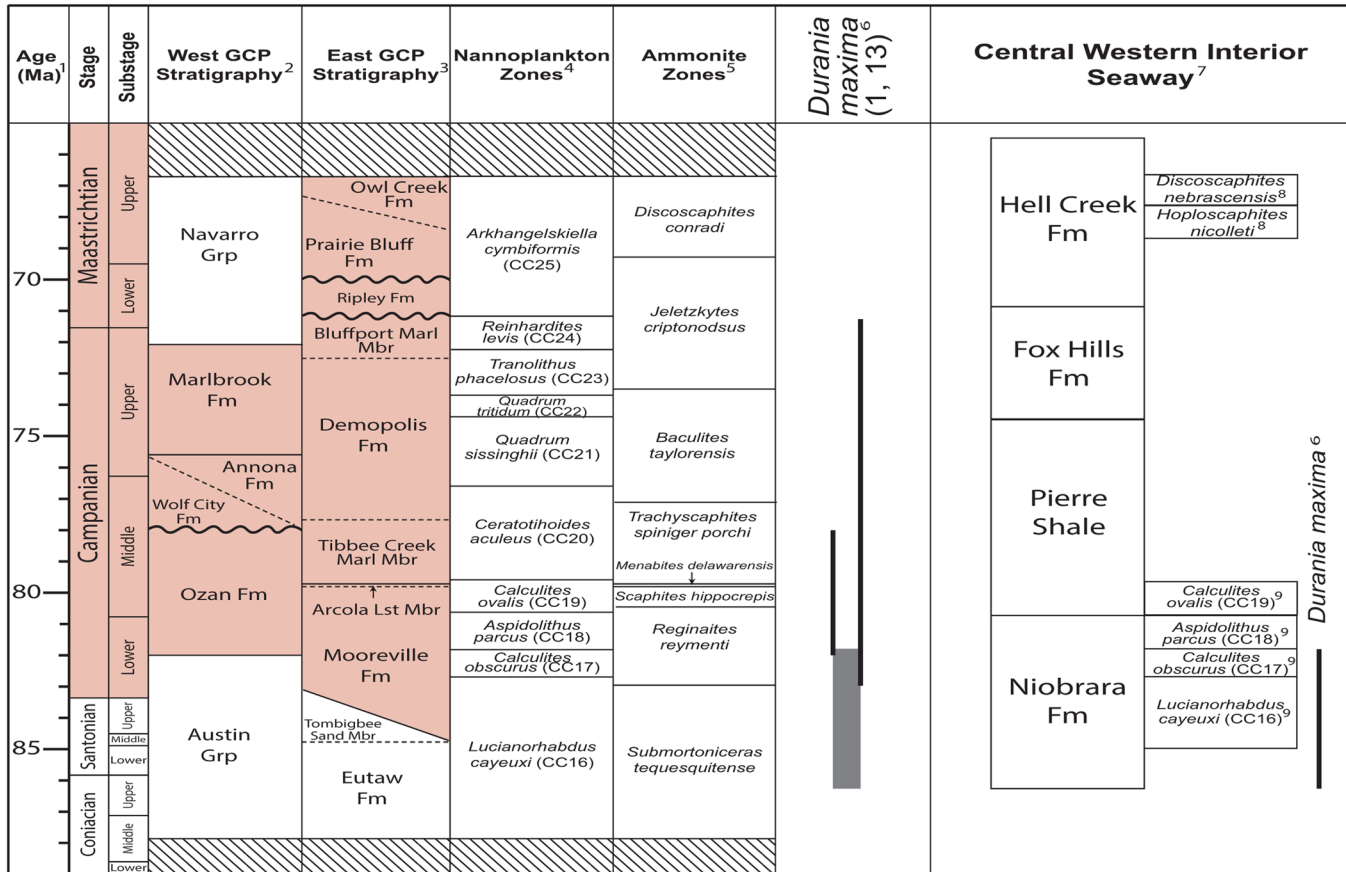 Age
(Ma)1
Stage
Substage
West GCP
Stratigraphy2
East GCP
Stratigraphy3
Nannoplankton
Zones4
Ammonite
Zones5
Durania
maxima
(1, 13)6
Central Western Interior
Seaway7
70
75
80
85
Maastrichtian
Campanian
Santonian
Coniacian
Upper
Lower
Upper
Middle
Lower
Upper
Middle
Lower
Upper
Middle
Lower
Navarro
Grp
Marlbrook
Fm
Annona
Fm
Wolf City
Fm
Ozan Fm
Austin
Grp
Owl Creek
Fm
Prairie Bluff
Fm
Ripley Fm
Bluffport Marl
Mbr
Demopolis
Fm
Tibbee Creek
Marl Mbr
Arcola Lst Mbr
Mooreville
Fm
Tombigbee
Sand Mbr
Eutaw
Fm
Arkhangelskiella
cymbiformis
(CC25)
Reinhardites
levis (CC24)
Tranolithus
phacelosus (CC23)
Quadrum
tritidum (CC22)
Quadrum
sissinghii (CC21)
Ceratotihoides
aculeus (CC20)
Calculites
ovalis (CC19)
Aspidolithus
parcus (CC18)
Calculites
obscurus (CC17)
Lucianorhabdus
cayeuxi (CC16)
Discoscaphites
conradi
Jeletzkytes
criptonodsus
Baculites
taylorensis
Trachyscaphites
spiniger porchi
Menabites delawarensis
Scaphites hippocrepis
Reginaites
reymenti
Submortoniceras
tequesquitense
Hell Creek
Fm
Fox Hills
Fm
Pierre
Shale
Niobrara
Fm
Discoscaphites
nebrascensis8
Hoploscaphites
nicolleti8
Calculites
ovalis (CC19)9
Aspidolithus
parcus (CC18)9
Calculites
obscurus (CC17)9
Lucianorhabdus
cayeuxi (CC16)9
Durania maxima6